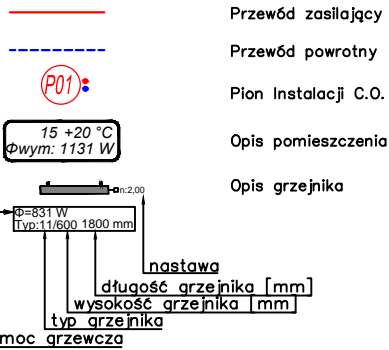 Przewód zasilający
Przewód powrotny
P01
Pion Instalacji C.O.
15 +20 °C
Φwym: 1131 W
Opis pomieszczenia
n:2,00
Opis grzejnika
Φ=831 W
Typ:11/600 1800 mm
nastawa
długość grzejnika [mm]
wysokość grzejnika [mm]
typ grzejnika
moc grzewcza